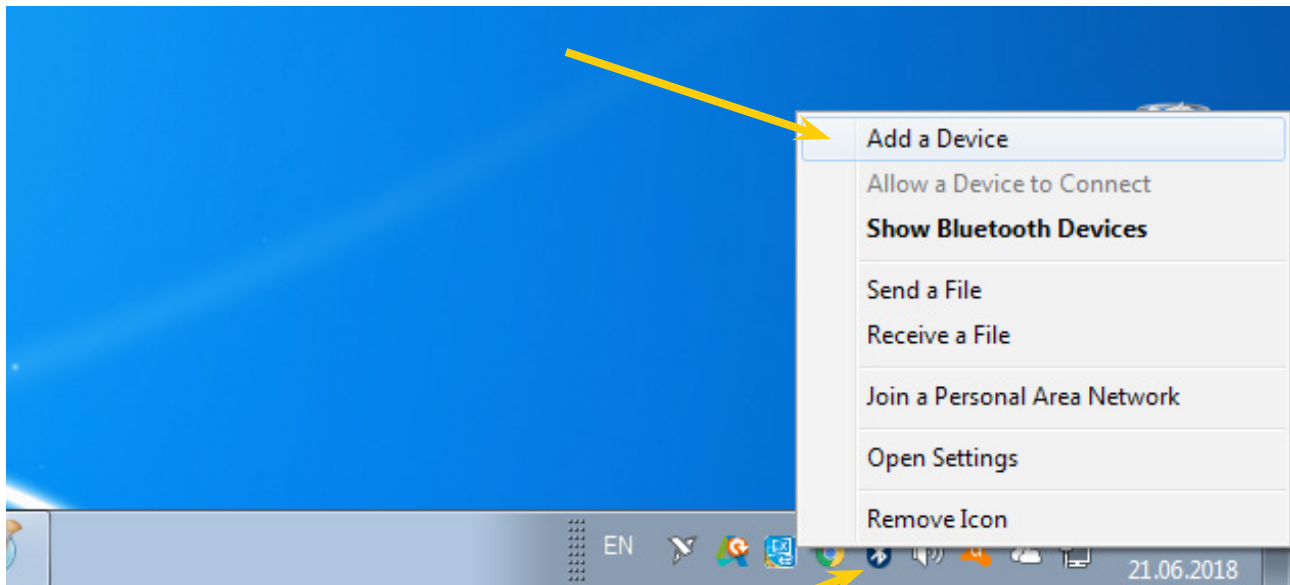 Add a Device
Allow a Device to Connect
Show Bluetooth Devices
Send a File
Receive a File
Join a Personal Area Network
Open Settings
Remove Icon
EN
21.06.2018